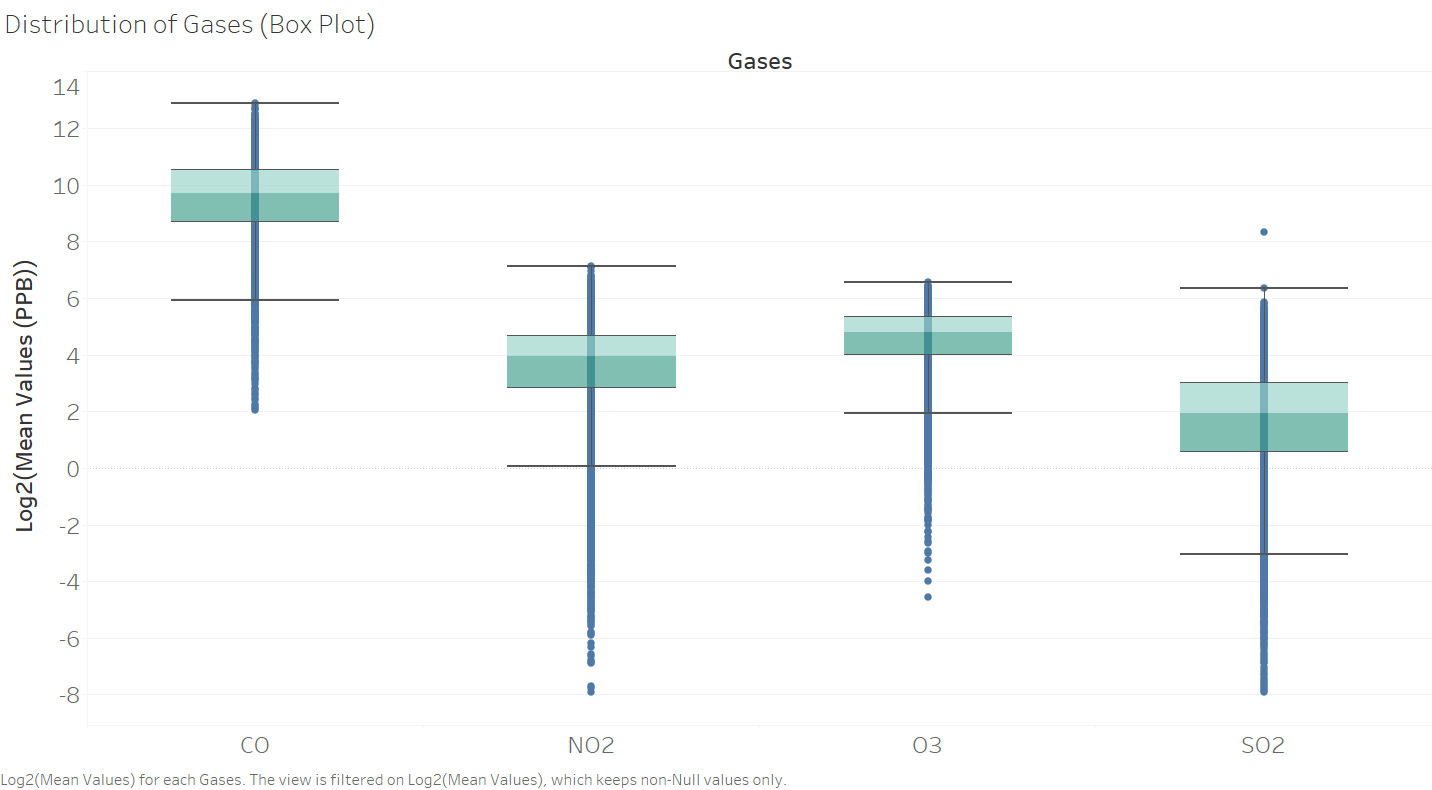 Distribution of Gases (Box Plot)
Gases
Log2(Mean Values (PPB))
14
12
10
8
6
4
2
0
-2
-4
-6
-8
CO
NO2
O3
SO2
Log2(Mean Values) for each Gases. The view is filtered on Log2(Mean Values), which keeps non-Null values only.